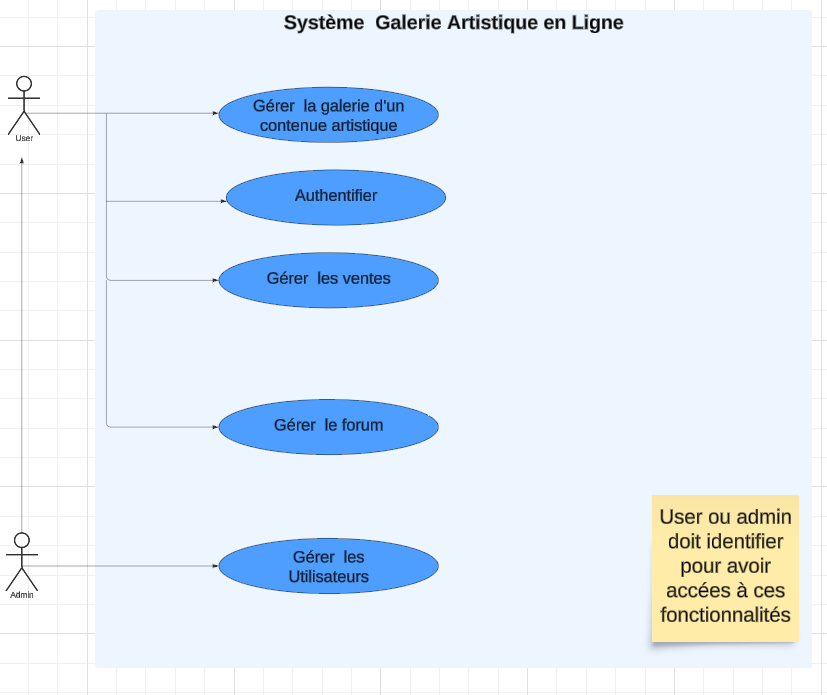 Système  Galerie Artistique en Ligne
Gérer  la galerie d'un
contenue artistique
User
Authentifier
Gérer  les ventes
Gérer  le forum
User ou admin
doit identifier
pour avoir
accées à ces
fonctionnalités
Gérer  les
Utilisateurs
Admin